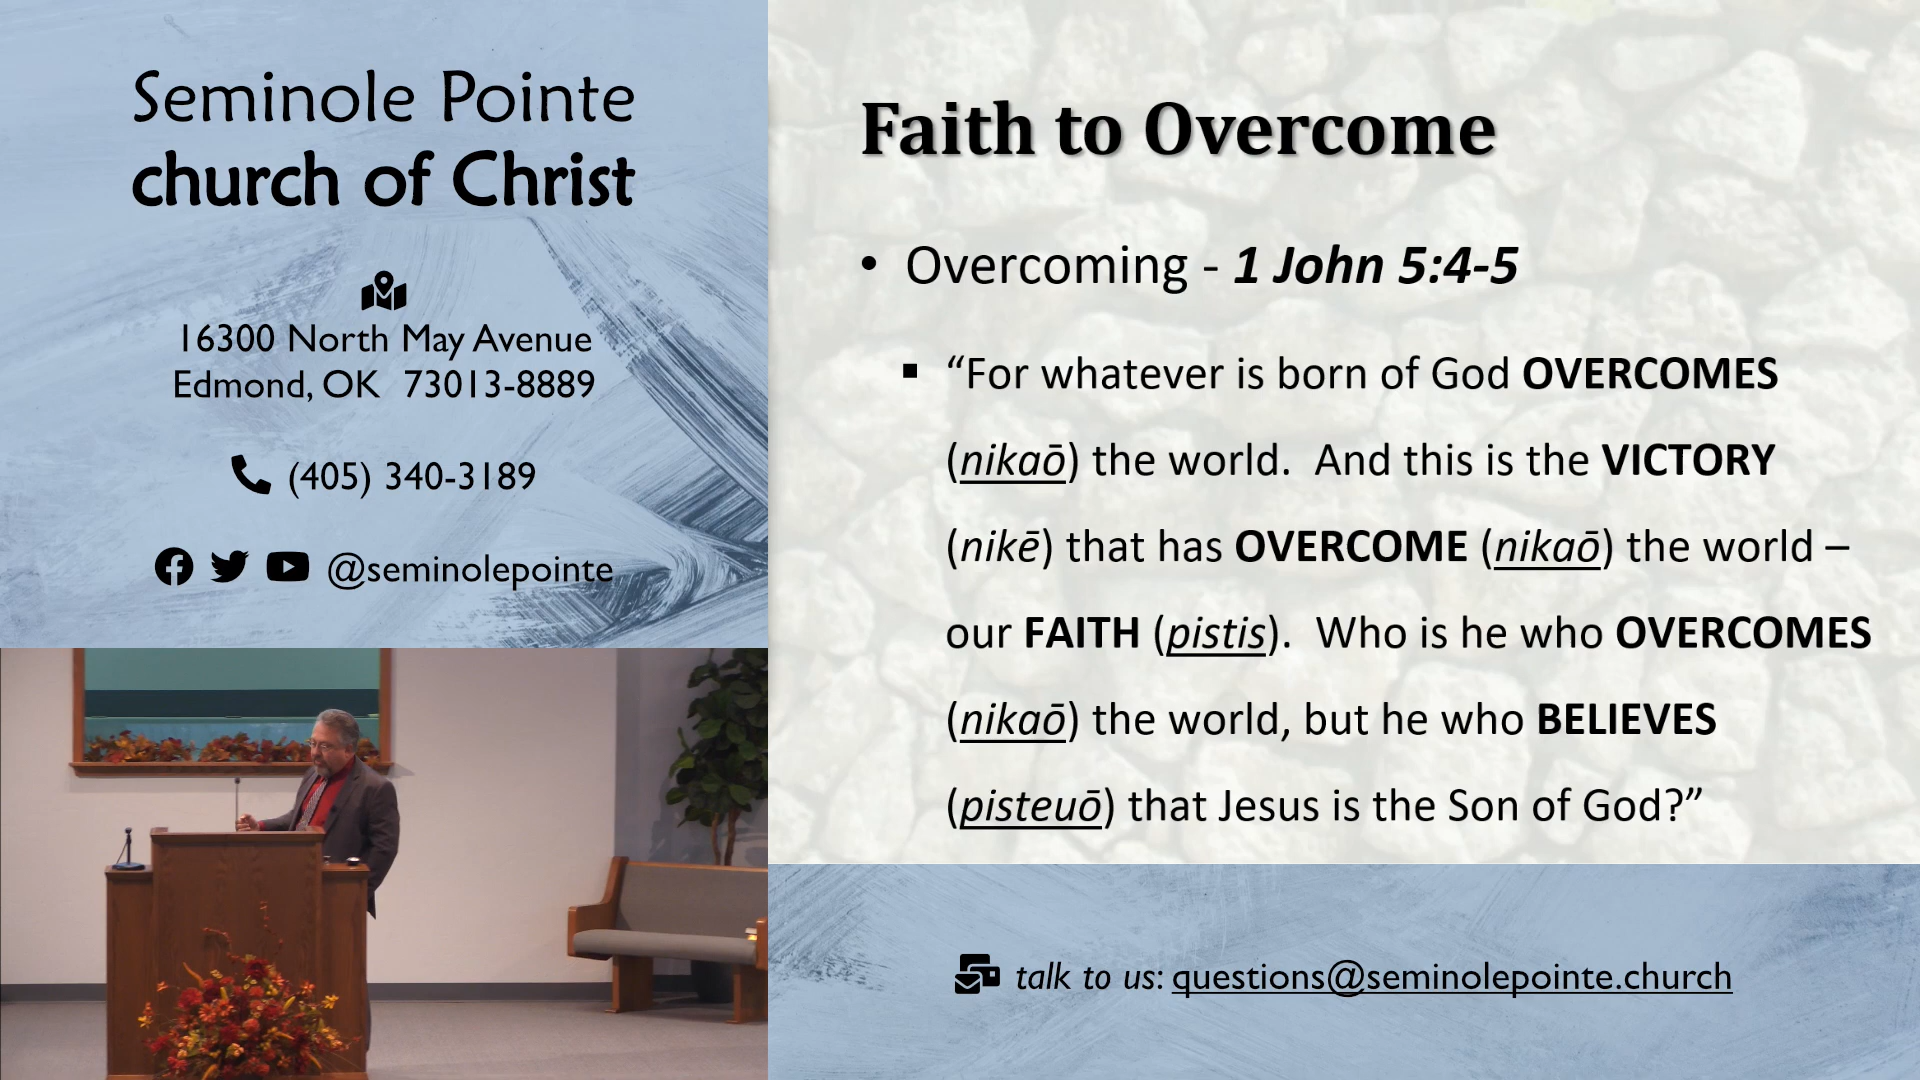 Seminole Pointe
church of Christ
16300 North May Avenue
Edmond, OK  73013-8889
(405) 340-3189
@seminolepointe
Faith to Overcome
• Overcoming - 1 John 5:4-5
▪ “For whatever is born of God OVERCOMES
(nikaō) the world.  And this is the VICTORY
(nikē) that has OVERCOME (nikaō) the world –
our FAITH (pistis).  Who is he who OVERCOMES
(nikaō) the world, but he who BELIEVES
(pisteuō) that Jesus is the Son of God?”
talk to us: questions@seminolepointe.church